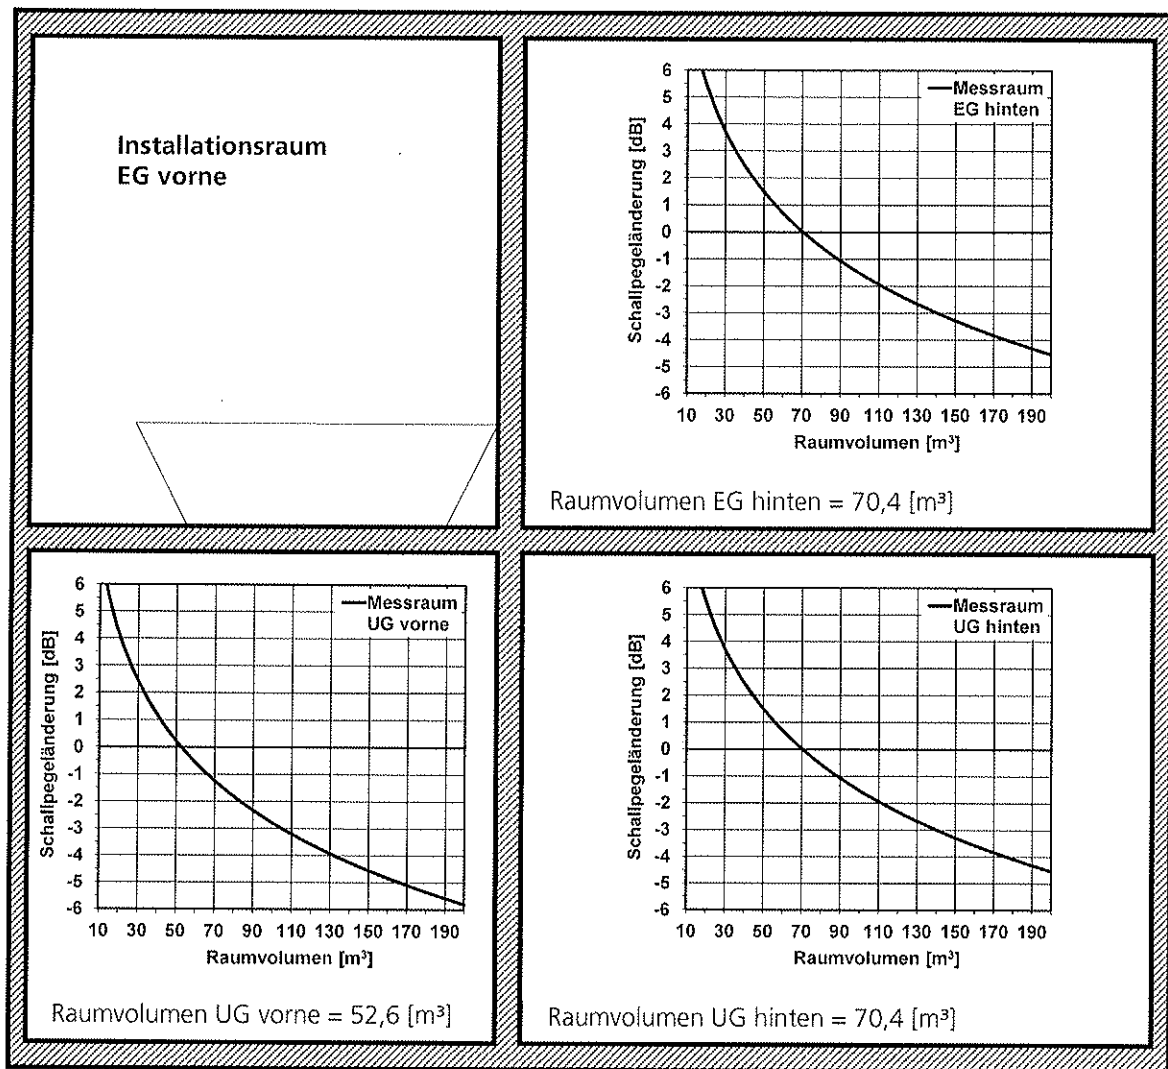 Installationsraum
EG vorne
6
5
4
3
2
1
0
-1
-2
-3
-4
-5
-6
Schallpegeländerung [dB]
Messraum
EG hinten
10 30 50 70 90 110 130 150 170 190
Raumvolumen [m³]
Raumvolumen EG hinten = 70,4 [m³]
6
5
4
3
2
1
0
-1
-2
-3
-4
-5
-6
Schallpegeländerung [dB]
Messraum
UG vorne
10 30 50 70 90 110 130 150 170 190
Raumvolumen [m³]
Raumvolumen UG vorne = 52,6 [m³]
6
5
4
3
2
1
0
-1
-2
-3
-4
-5
-6
Schallpegeländerung [dB]
Messraum
UG hinten
10 30 50 70 90 110 130 150 170 190
Raumvolumen [m³]
Raumvolumen UG hinten = 70,4 [m³]